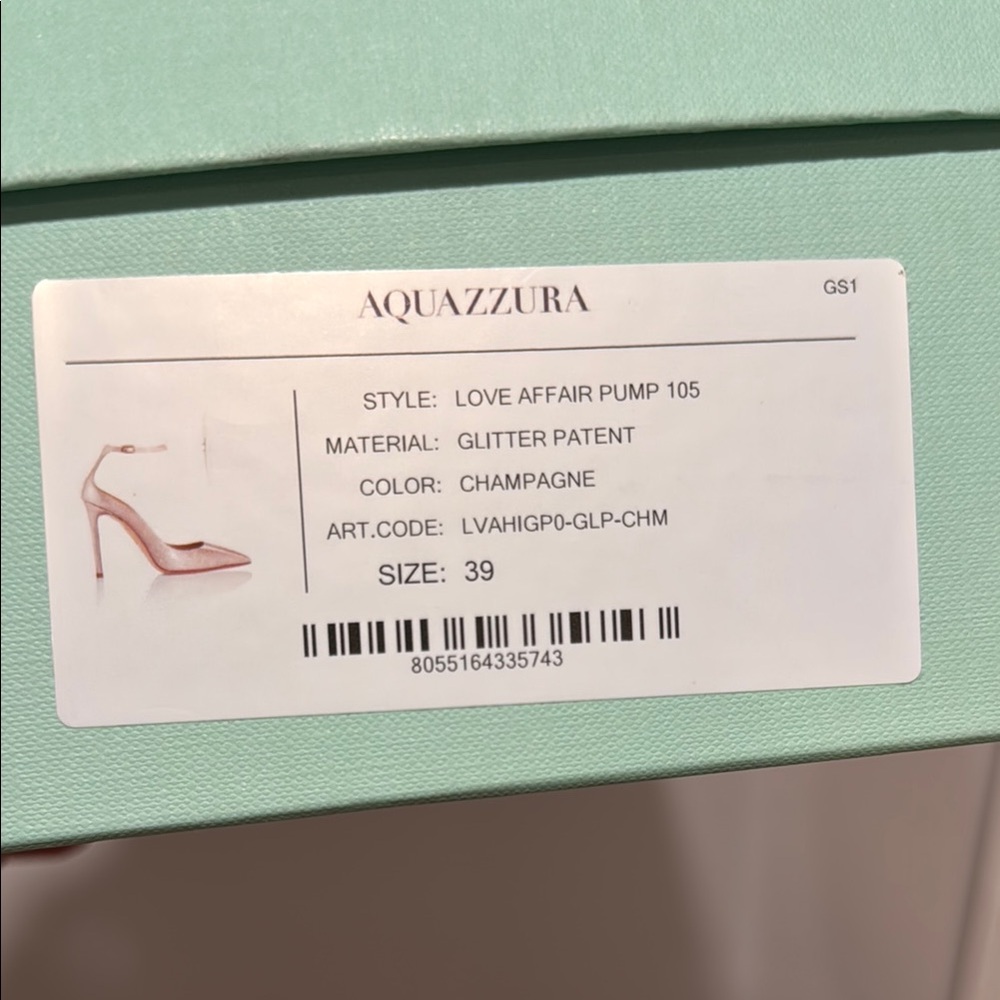 AQUAZZURA
GS1
STYLE: LOVE AFFAIR PUMP 105
MATERIAL: GLITTER PATENT
COLOR: CHAMPAGNE
ART.CODE: LVAHIGP0-GLP-CHM
SIZE: 39
8055164335743